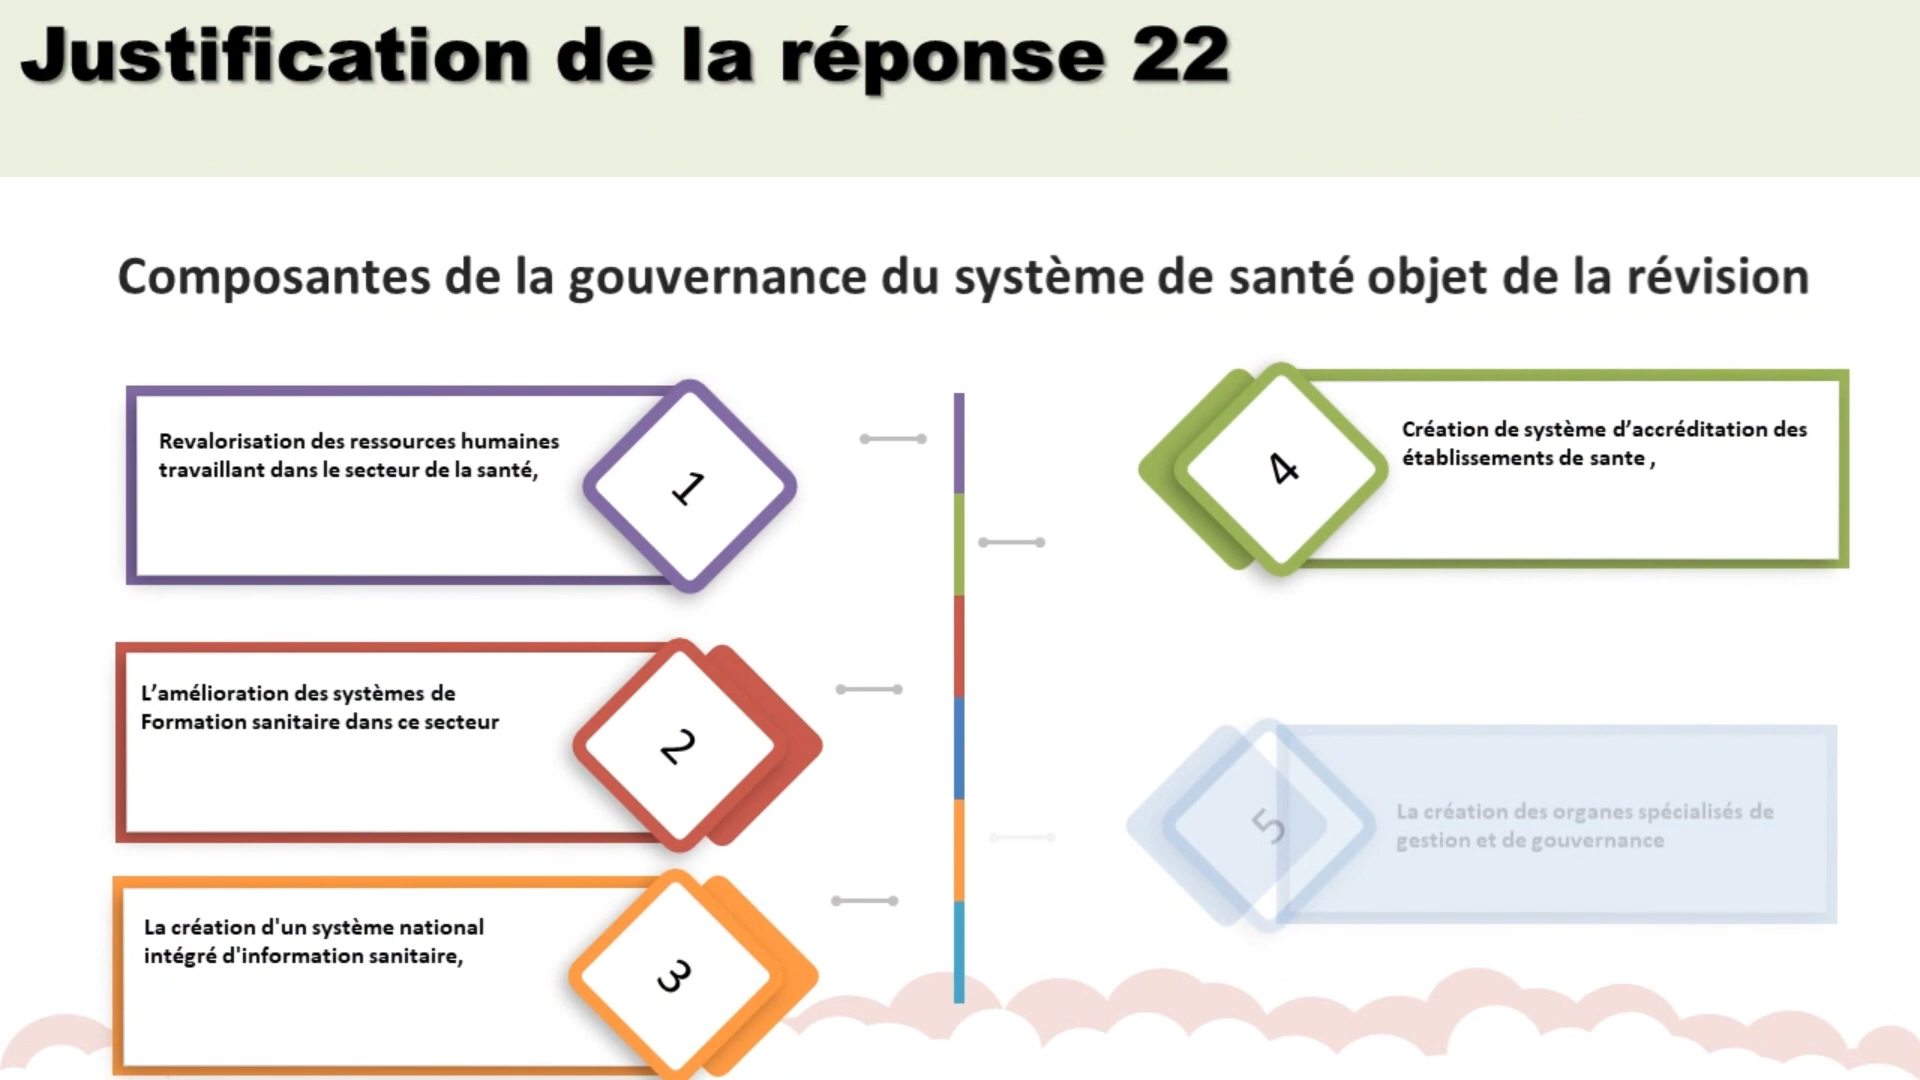 Justification de la réponse 22
Composantes de la gouvernance du système de santé objet de la révision
Revalorisation des ressources humaines
travaillant dans le secteur de la santé,
1
L’amélioration des systèmes de
Formation sanitaire dans ce secteur
2
La création d'un système national
intégré d'information sanitaire,
3
4
Création de système d’accréditation des
établissements de sante ,
5
La création des organes spécialisés de
gestion et de gouvernance